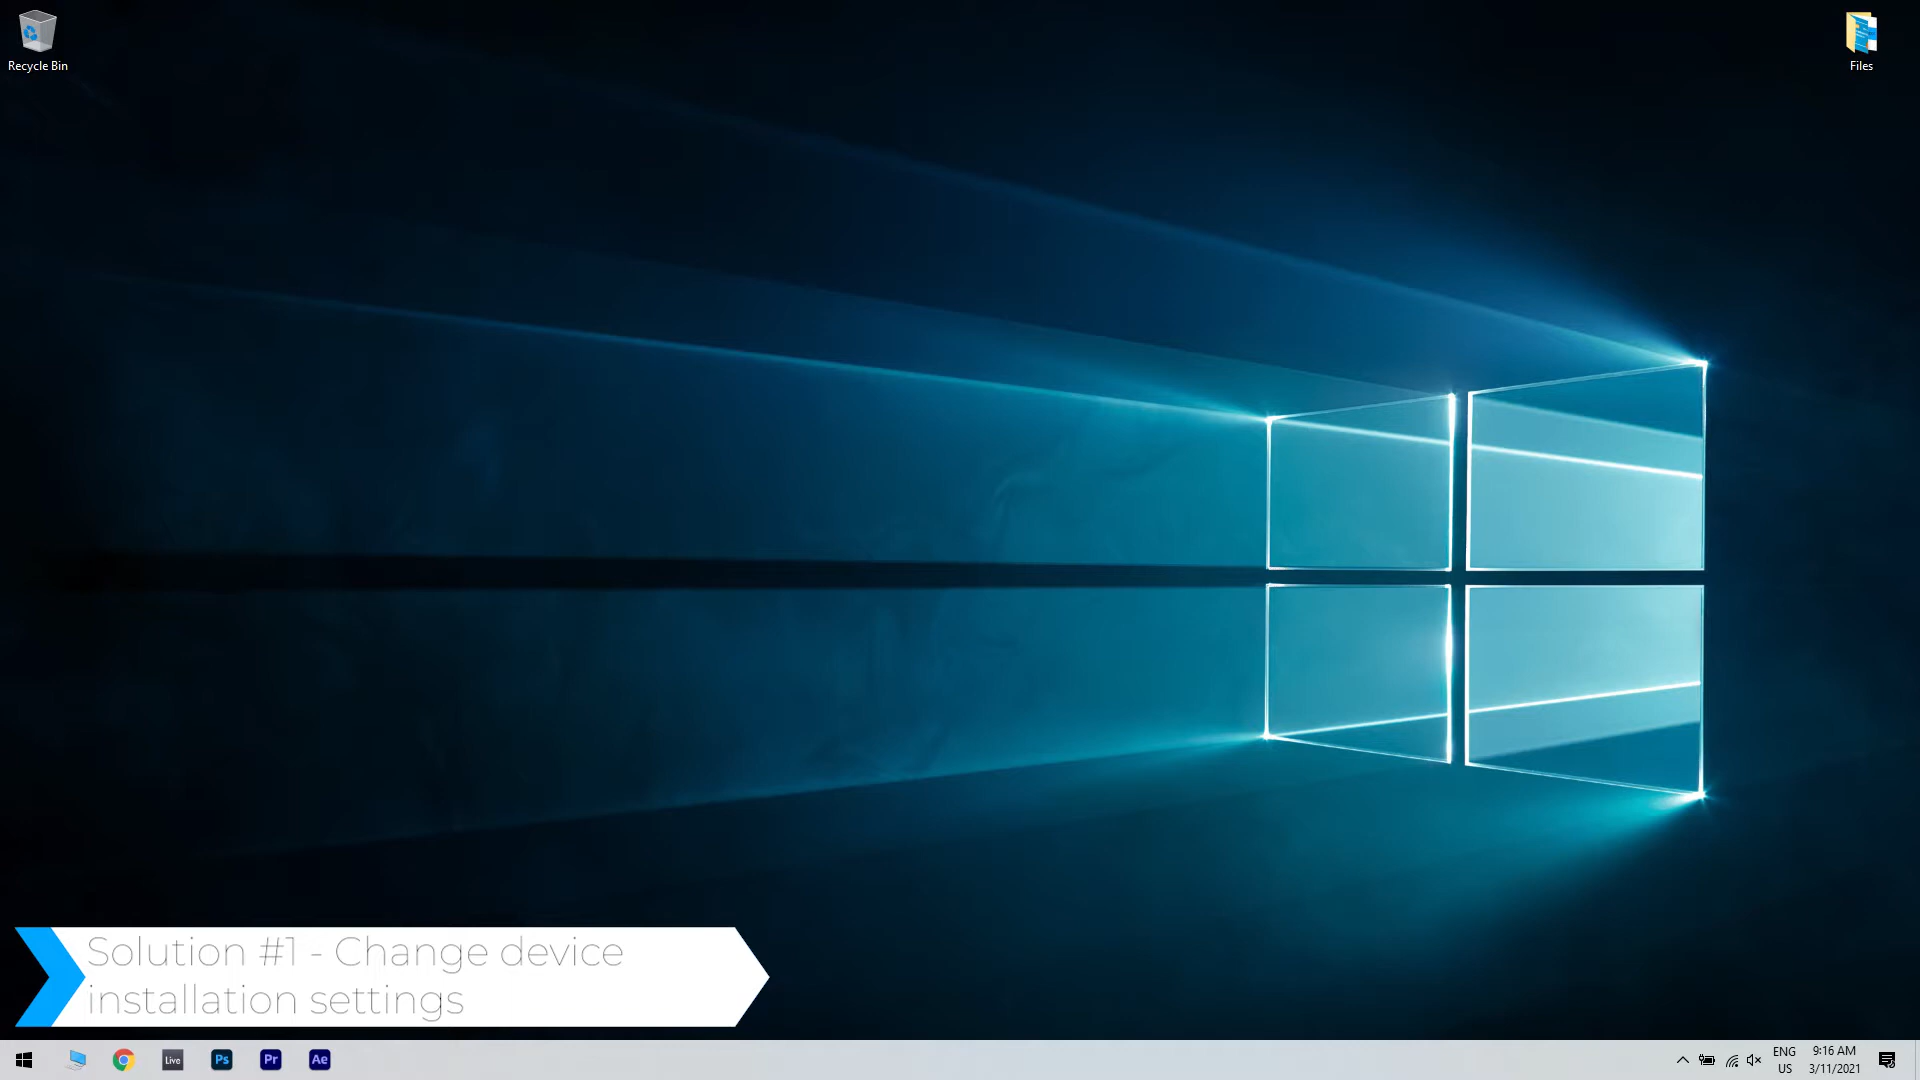 Recycle Bin
Files
Solution #1 - Change device
installation settings
Live
Ps
Pr
Ae
ENG
US
9:16 AM
3/11/2021